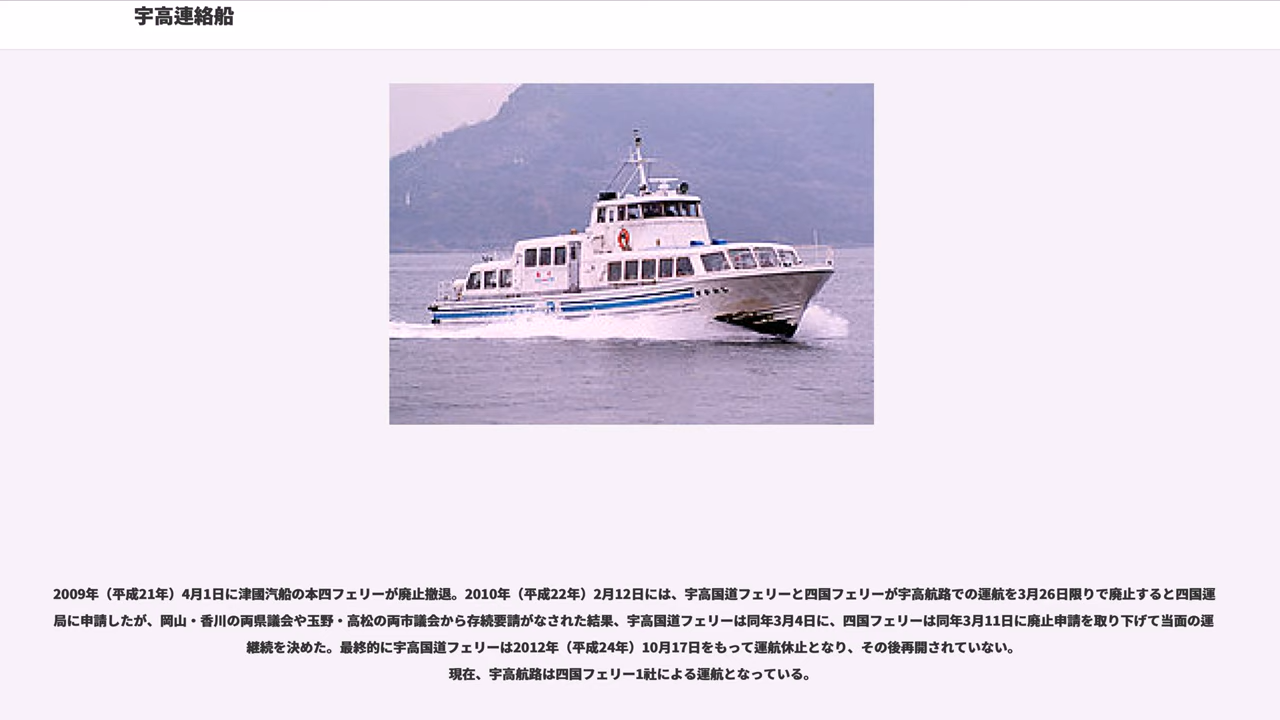 宇高連絡船
2009年（平成21年）4月1日に津國汽船の本四フェリーが廃止撤退。2010年（平成22年）2月12日には、宇高国道フェリーと四国フェリーが宇高航路での運航を3月26日限りで廃止すると四国運
局に申請したが、岡山・香川の両県議会や玉野・高松の両市議会から存続要請がなされた結果、宇高国道フェリーは同年3月4日に、四国フェリーは同年3月11日に廃止申請を取り下げて当面の運
継続を決めた。最終的に宇高国道フェリーは2012年（平成24年）10月17日をもって運航休止となり、その後再開されていない。
現在、宇高航路は四国フェリー1社による運航となっている。